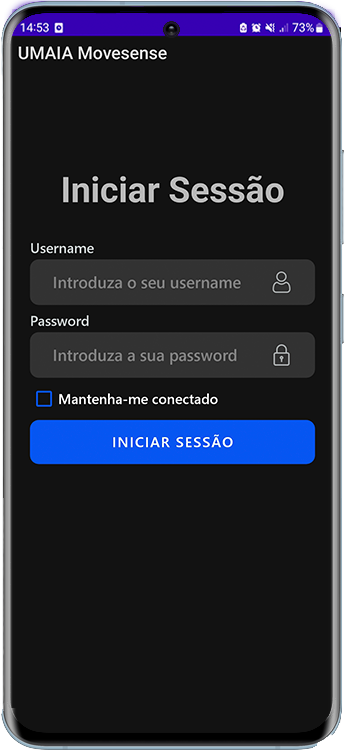 14:53 73%
UMAIA Movesense
Iniciar Sessão
Username
Introduza o seu username
Password
Introduza a sua password
Mantenha-me conectado
INICIAR SESSÃO